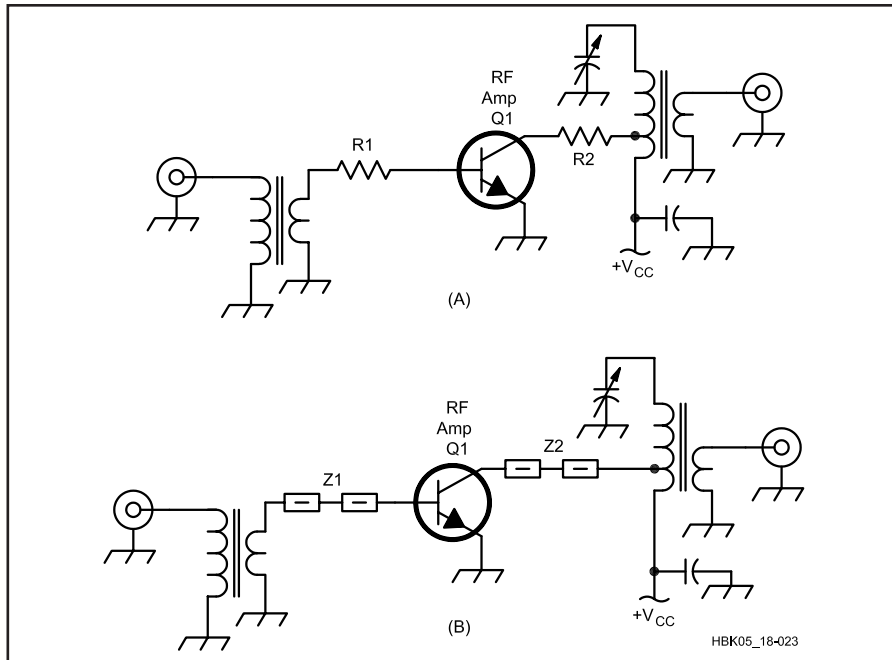 RF
Amp
Q1
R1
R2
+VCC
(A)
RF
Amp
Q1
Z1
Z2
+VCC
(B)
HBK05_18-023